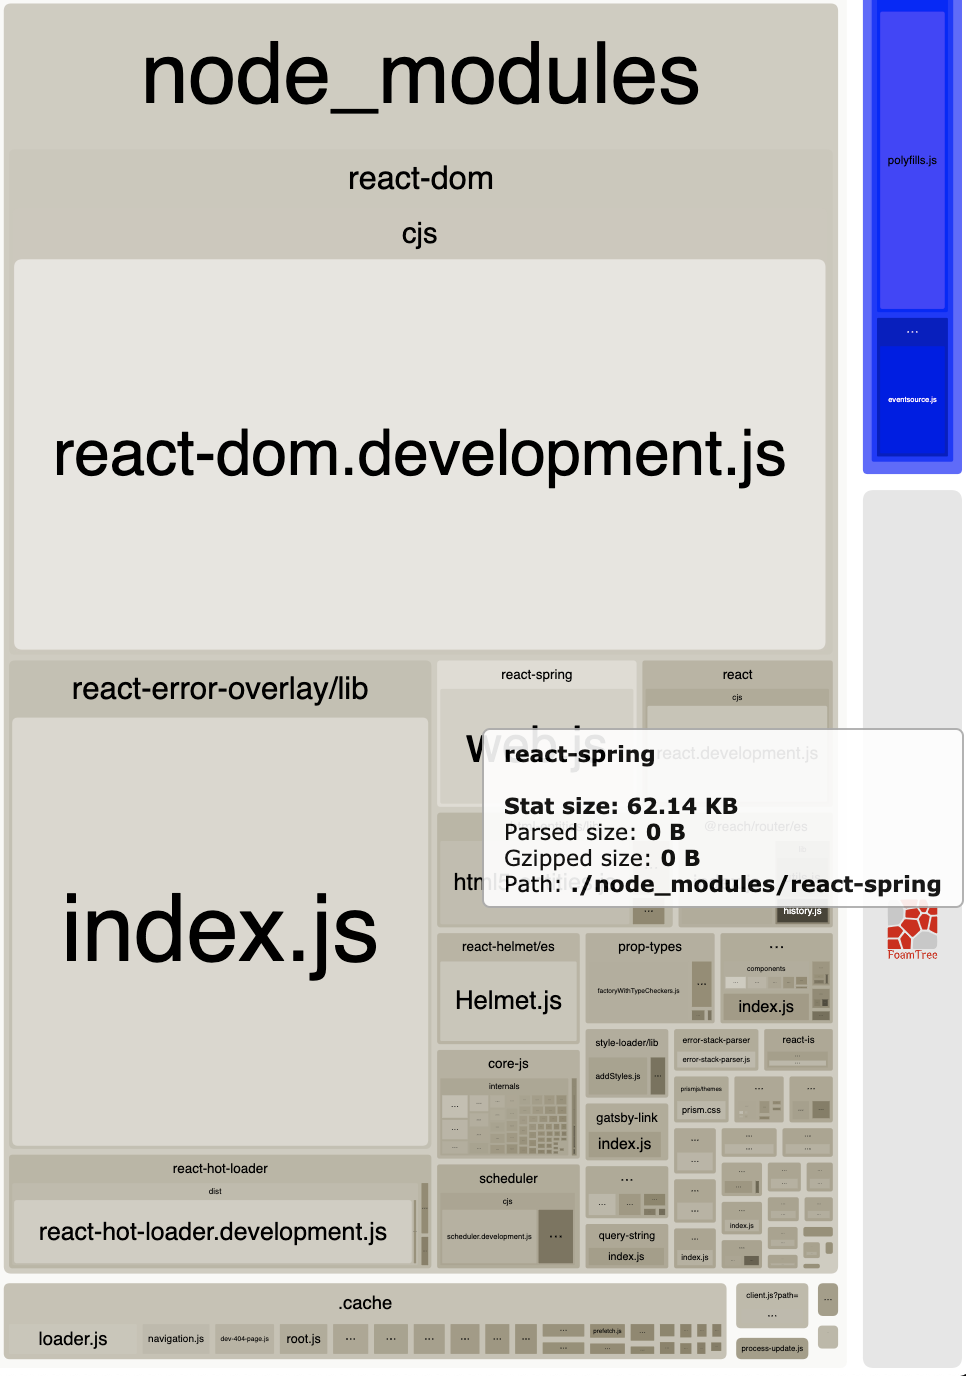 node_modules
react-dom
cjs
react-dom.development.js
polyfills.js
...
eventsource.js
react-error-overlay/lib
index.js
react-spring
web.js
react
cjs
react.development.js
react-spring
Stat size: 62.14 KB
Parsed size: 0 B
Gzipped size: 0 B
Path: ./node_modules/react-spring
@reach/router/es
...
history.js
FoamTree
react-helmet/es
Helmet.js
prop-types
factoryWithTypeCheckers.js
...
...
components
index.js
core-js
internals
style-loader/lib
addStyles.js
...
error-stack-parser
error-stack-parser.js
react-is
prismjs/themes
prism.css
gatsby-link
index.js
react-hot-loader
dist
react-hot-loader.development.js
scheduler
cjs
scheduler.development.js
...
query-string
index.js
index.js
index.js
.cache
loader.js
navigation.js
dev-404-page.js
root.js
prefetch.js
client.js?path=
...
process-update.js